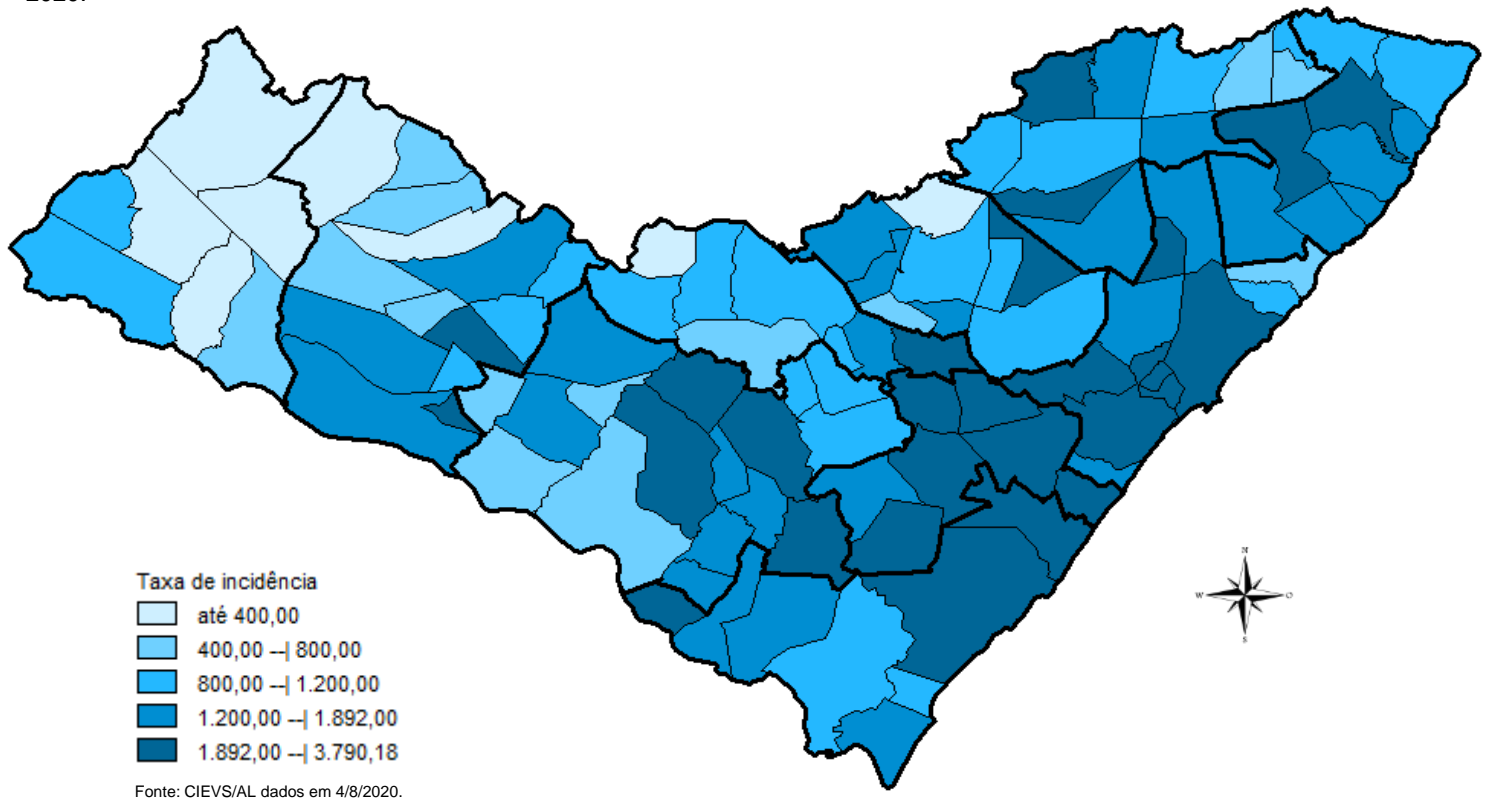 2020.
N
W O
S
Taxa de incidência
até 400,00
400,00 --| 800,00
800,00 --| 1.200,00
1.200,00 --| 1.892,00
1.892,00 --| 3.790,18
Fonte: CIEVS/AL dados em 4/8/2020.